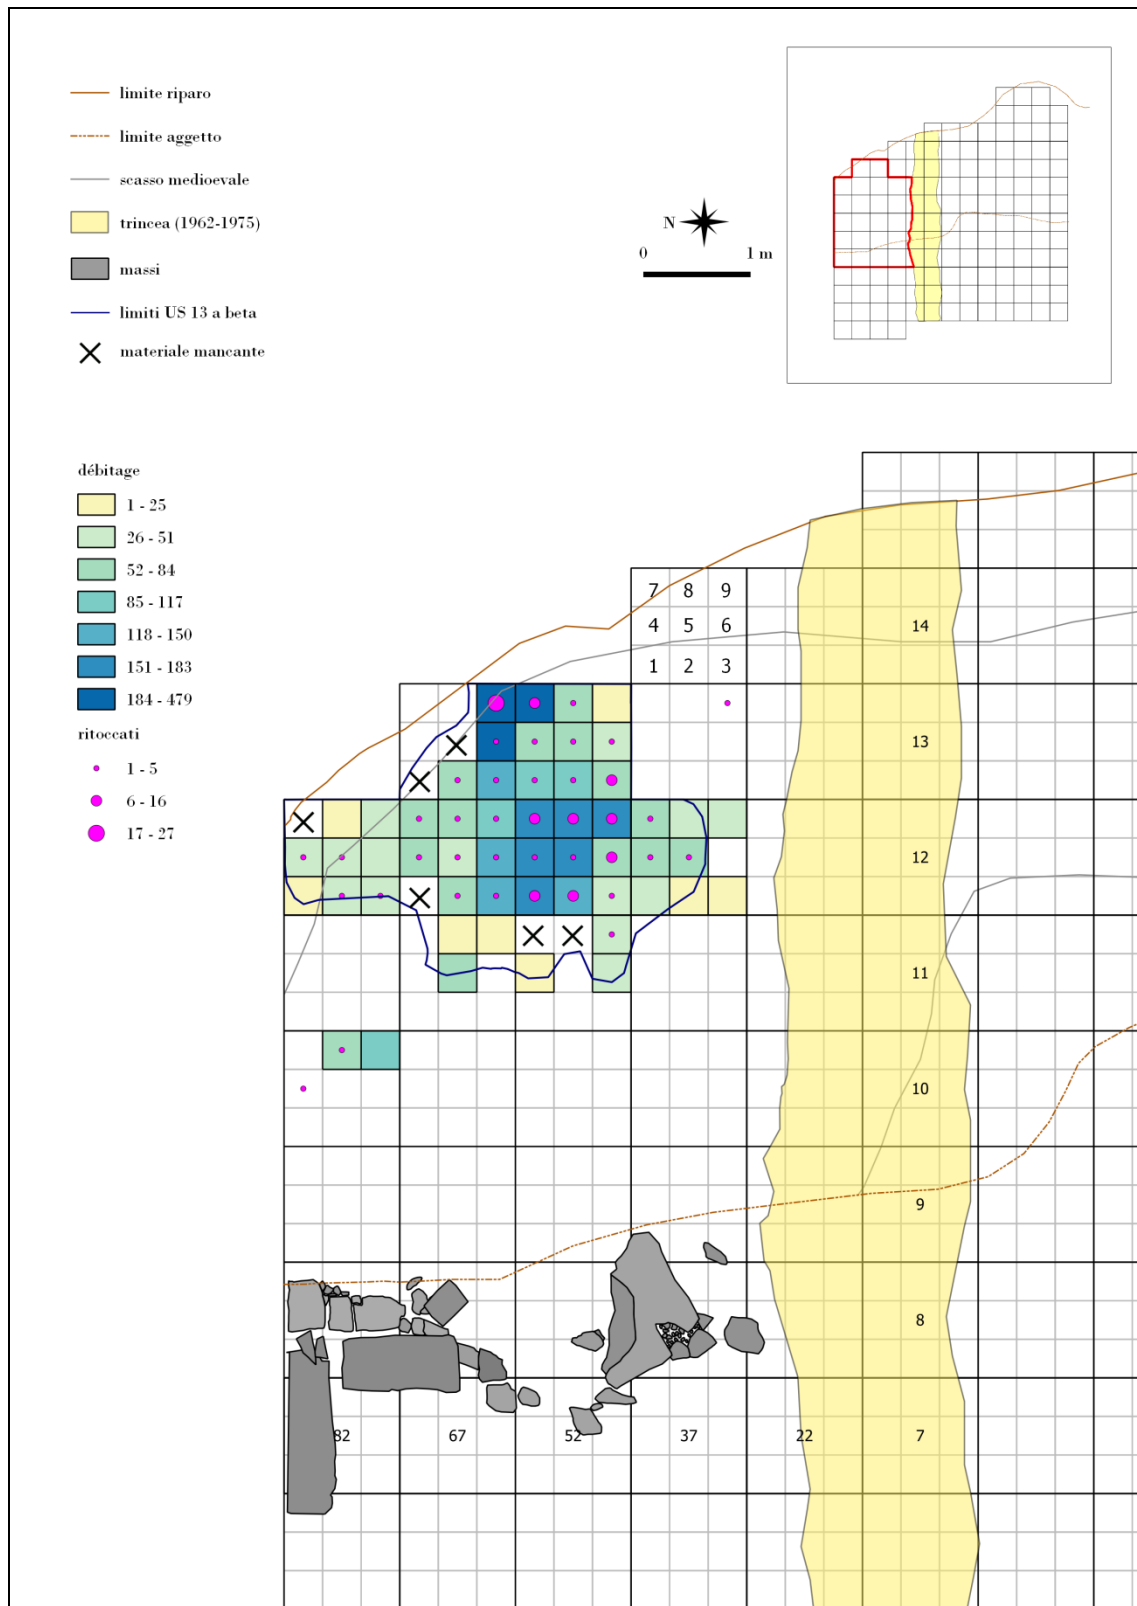 limite riparo
limite aggetto
scasso medioevale
trincea (1962-1975)
massi
limiti US 13 a beta
materiale mancante
N
0 1 m
débitage
1 - 25
26 - 51
52 - 84
85 - 117
118 - 150
151 - 183
184 - 479
ritoccati
1 - 5
6 - 16
17 - 27
7 8 9
4 5 6
1 2 3
14
13
12
11
10
9
8
82 67 52 37 22 7